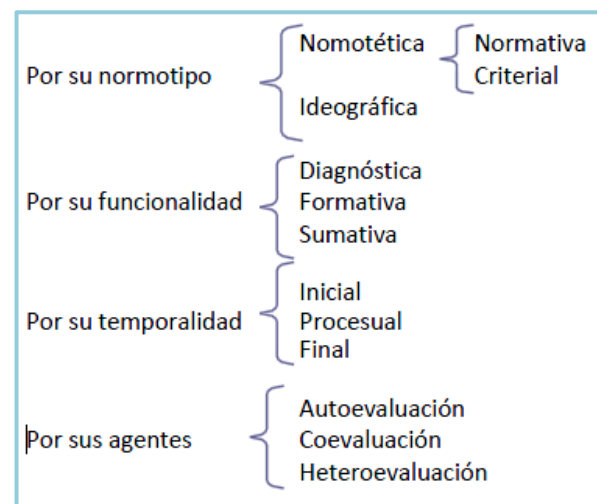 Nomotética Normativa
Criterial
Por su normotipo
Ideográfica
Diagnóstica
Por su funcionalidad Formativa
Sumativa
Inicial
Por su temporalidad Procesual
Final
Autoevaluación
Por sus agentes Coevaluación
Heteroevaluación